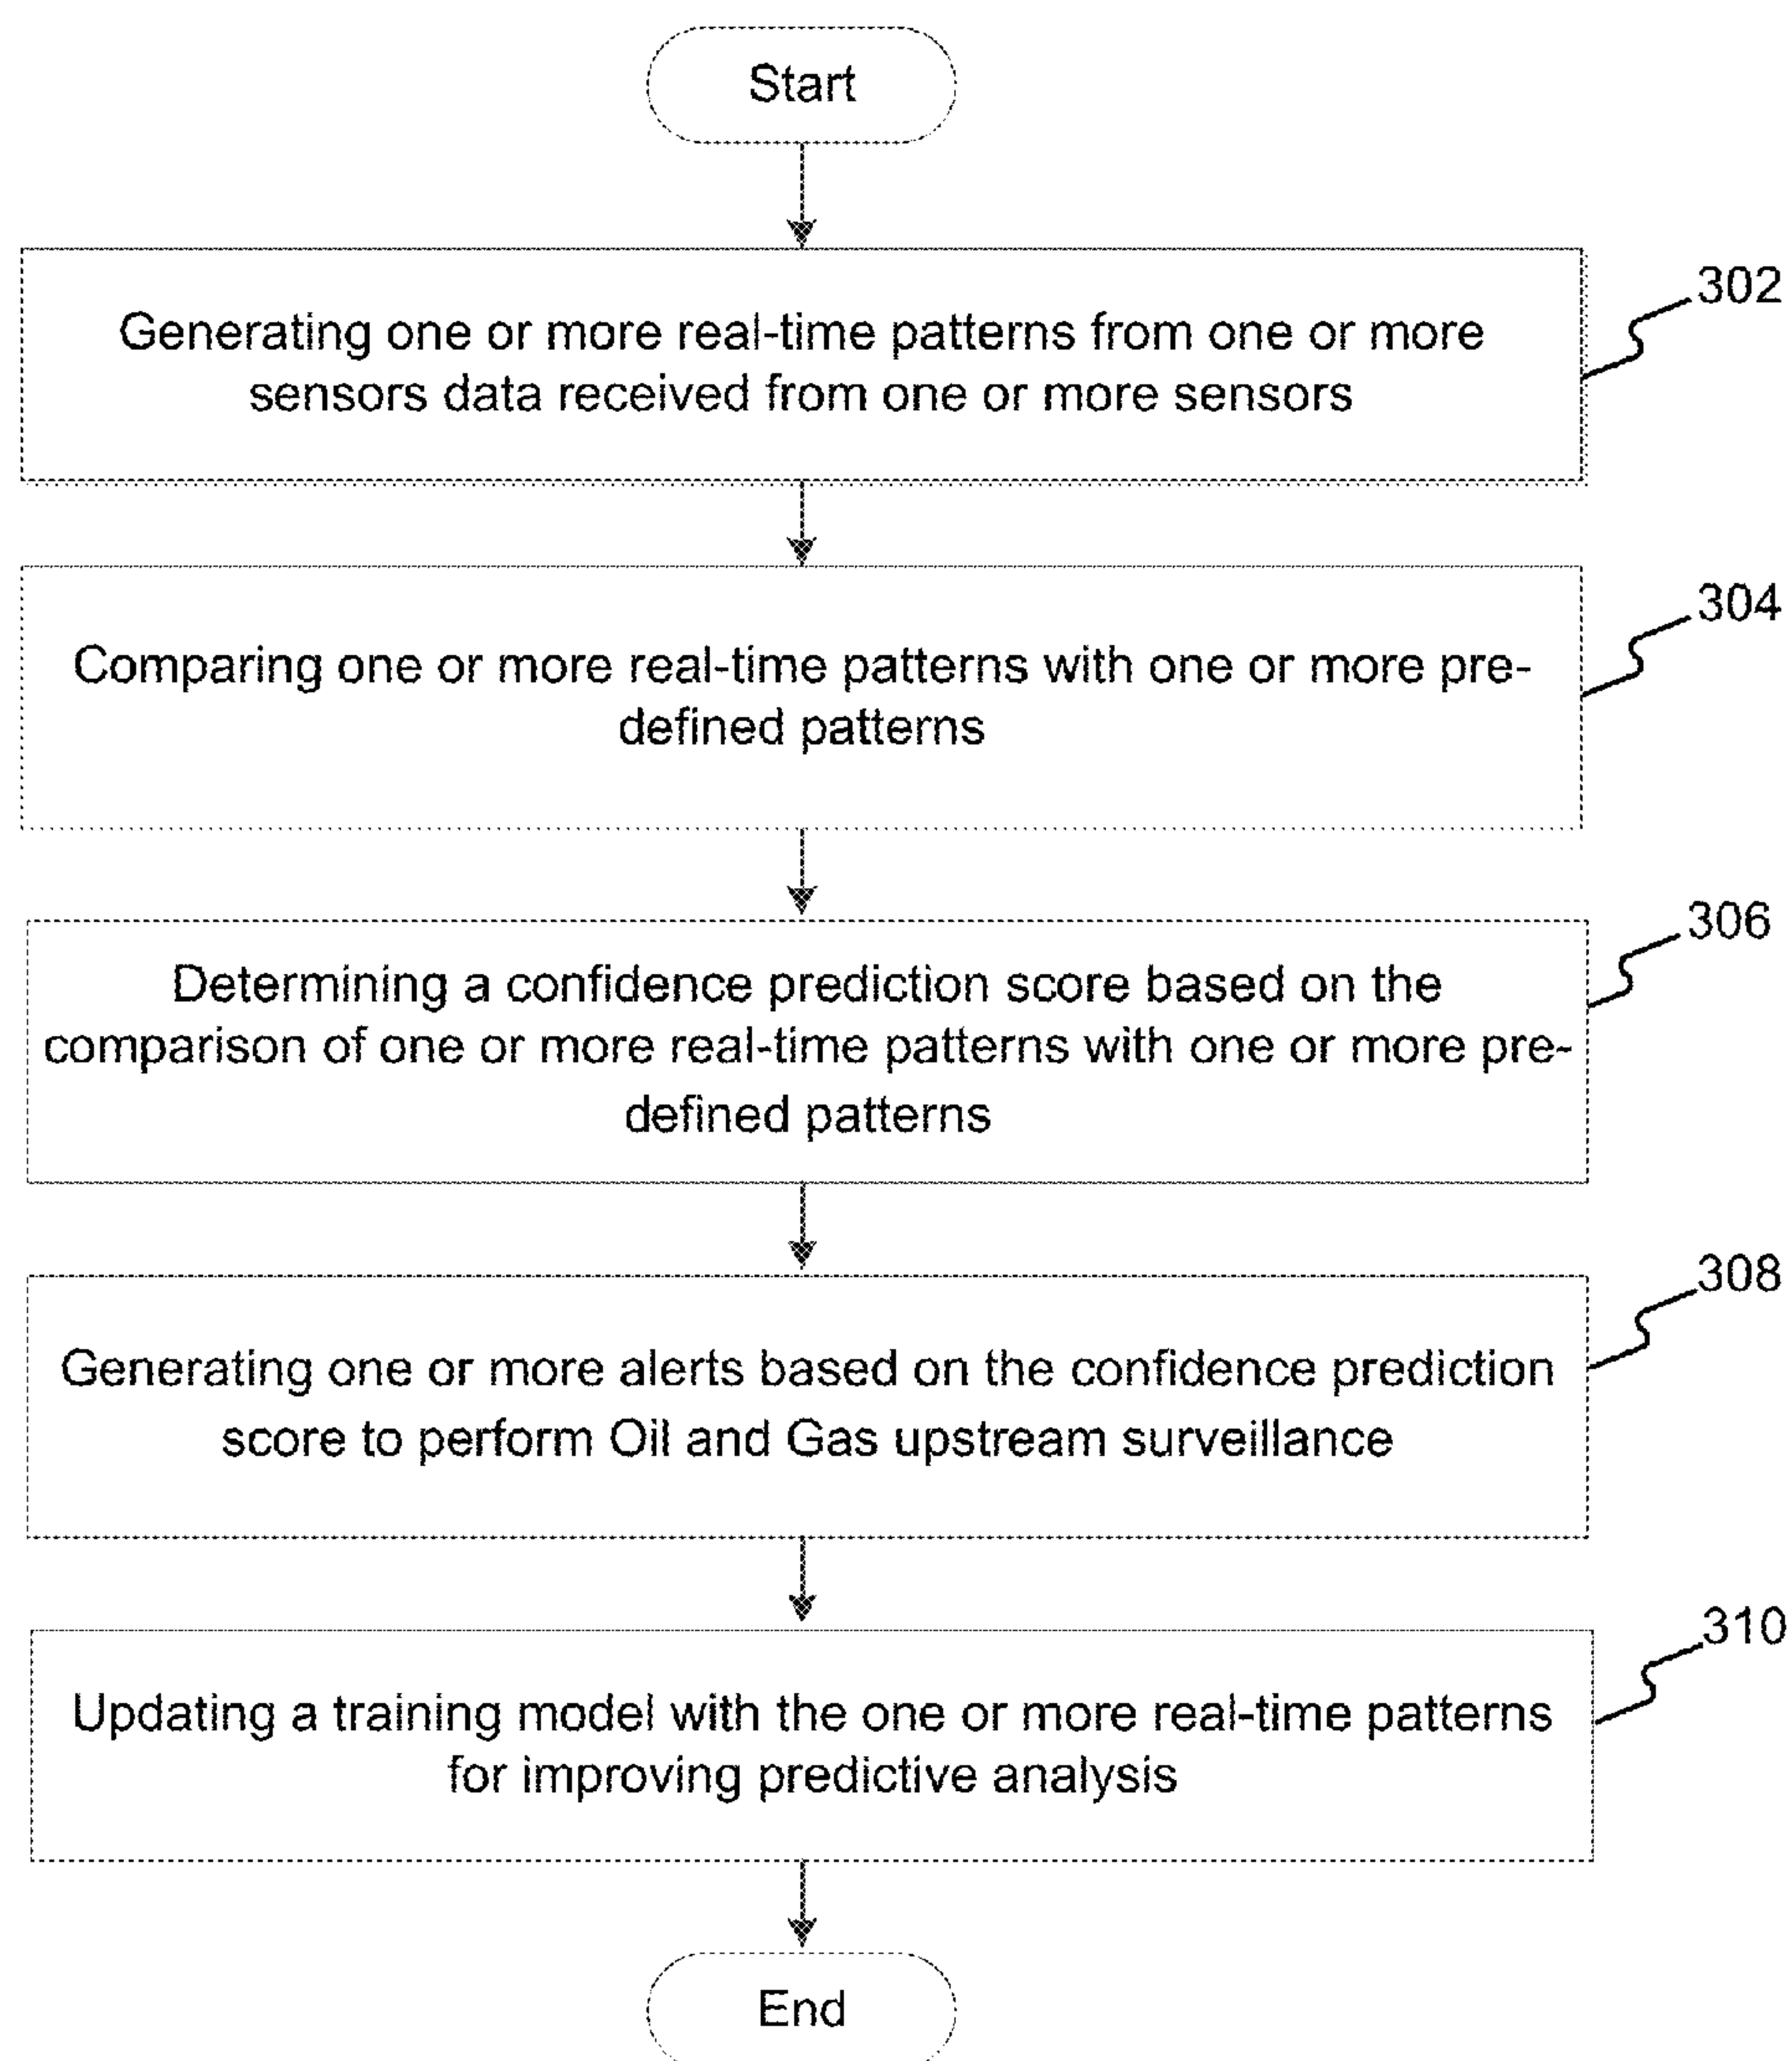 Start
302
Generating one or more real-time patterns from one or more
sensors data received from one or more sensors
304
Comparing one or more real-time patterns with one or more pre-
defined patterns
306
Determining a confidence prediction score based on the
comparison of one or more real-time patterns with one or more pre-
defined patterns
308
Generating one or more alerts based on the confidence prediction
score to perform Oil and Gas upstream surveillance
310
Updating a training model with the one or more real-time patterns
for improving predictive analysis
End